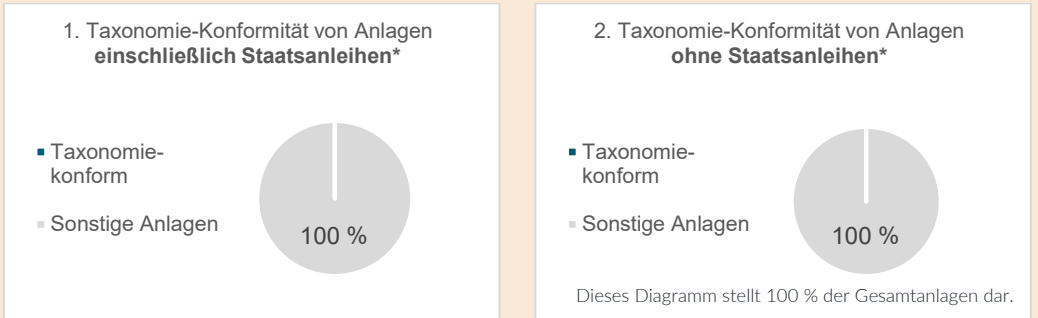 1. Taxonomie-Konformität von Anlagen
einschließlich Staatsanleihen*
Taxonomie-
konform
Sonstige Anlagen
100 %
2. Taxonomie-Konformität von Anlagen
ohne Staatsanleihen*
Taxonomie-
konform
Sonstige Anlagen
100 %
Dieses Diagramm stellt 100 % der Gesamtanlagen dar.